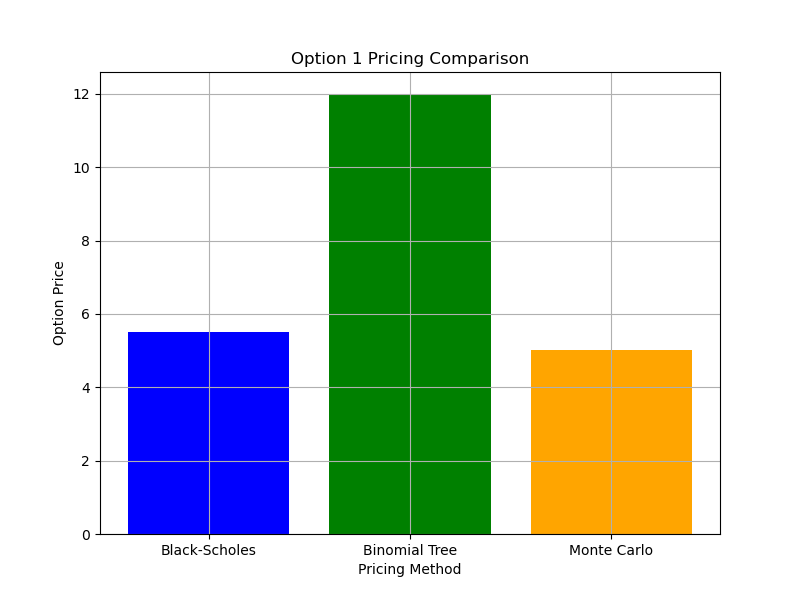 Option 1 Pricing Comparison
Option Price
12
10
8
6
4
2
0
Black-Scholes
Binomial Tree
Monte Carlo
Pricing Method